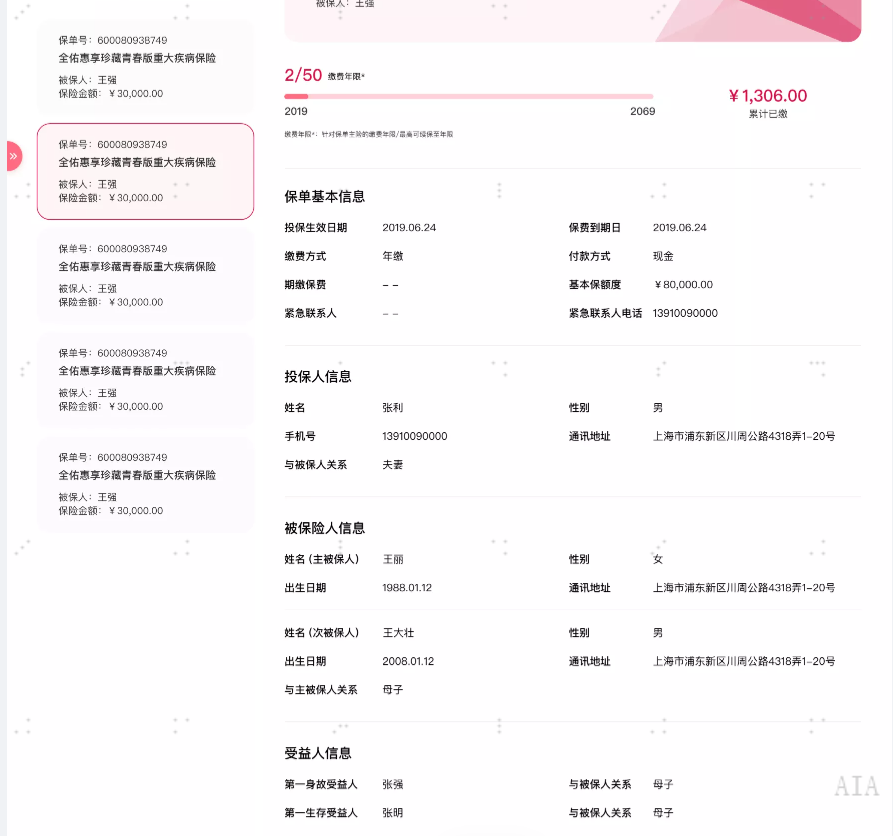 保单号：600080938749
全佑惠享珍藏青春版重大疾病保险
被保人：王强
保险金额：￥30,000.00
保单号：600080938749
全佑惠享珍藏青春版重大疾病保险
被保人：王强
保险金额：￥30,000.00
保单号：600080938749
全佑惠享珍藏青春版重大疾病保险
被保人：王强
保险金额：￥30,000.00
保单号：600080938749
全佑惠享珍藏青春版重大疾病保险
被保人：王强
保险金额：￥30,000.00
保单号：600080938749
全佑惠享珍藏青春版重大疾病保险
被保人：王强
保险金额：￥30,000.00
被保人：王强
2/50 缴费年限*
2019 2069
￥1,306.00
累计已缴
缴费年限*：针对保单主险的缴费年限/最高可续保至年限
保单基本信息
投保生效日期 2019.06.24 保费到期日 2019.06.24
缴费方式 年缴 付款方式 现金
期缴保费 – – 基本保额度 ￥80,000.00
紧急联系人 – – 紧急联系人电话 13910090000
投保人信息
姓名 张利 性别 男
手机号 13910090000 通讯地址 上海市浦东新区川周公路4318弄1-20号
与被保人关系 夫妻
被保险人信息
姓名（主被保人） 王丽 性别 女
出生日期 1988.01.12 通讯地址 上海市浦东新区川周公路4318弄1-20号
姓名（次被保人） 王大壮 性别 男
出生日期 2008.01.12 通讯地址 上海市浦东新区川周公路4318弄1-20号
与主被保人关系 母子
受益人信息
第一身故受益人 张强 与被保人关系 母子
第一生存受益人 张明 与被保人关系 母子
AIA